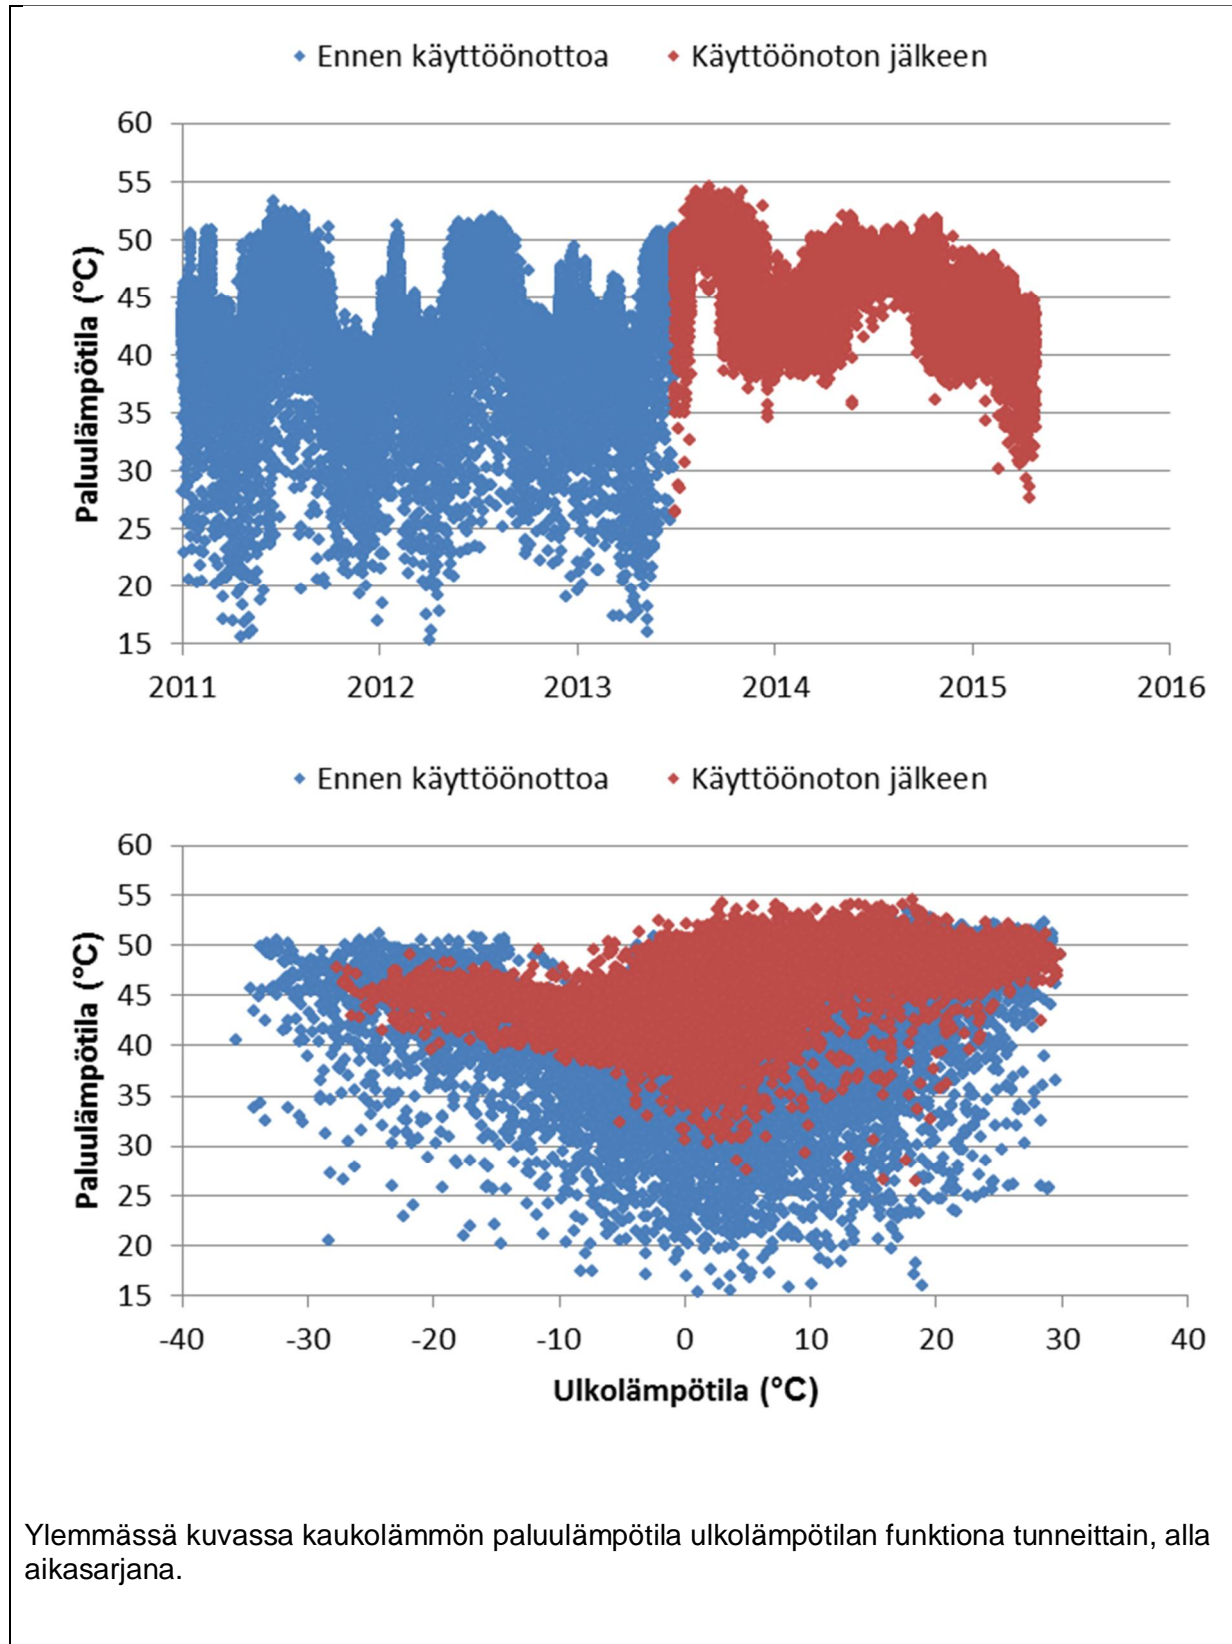 Ennen käyttöönottoa Käyttöönoton jälkeen
60
55
50
45
40
35
30
25
20
15
Paluulämpötila (°C)
2011 2012 2013 2014 2015 2016
Ennen käyttöönottoa Käyttöönoton jälkeen
60
55
50
45
40
35
30
25
20
15
Paluulämpötila (°C)
-40 -30 -20 -10 0 10 20 30 40
Ulkolämpötila (°C)
Ylemmässä kuvassa kaukolämmön paluulämpötila ulkolämpötilan funktiona tunneittain, alla
aikasarjana.